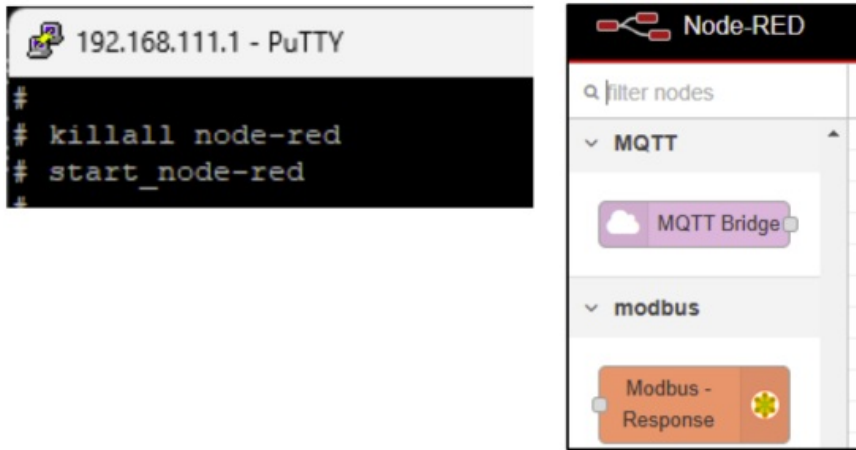 192.168.111.1 - PuTTY
#
# killall node-red
# start_node-red
#
Node-RED
filter nodes
MQTT
MQTT Bridge
modbus
Modbus -
Response